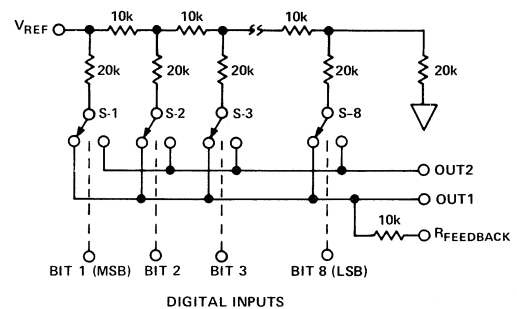 10k 10k 10k
VREF
20k 20k 20k 20k 20k
S-1 S-2 S-3 S-8
OUT2
OUT1
10k
RFEEDBACK
BIT 1 (MSB) BIT 2 BIT 3 BIT 8 (LSB)
DIGITAL INPUTS